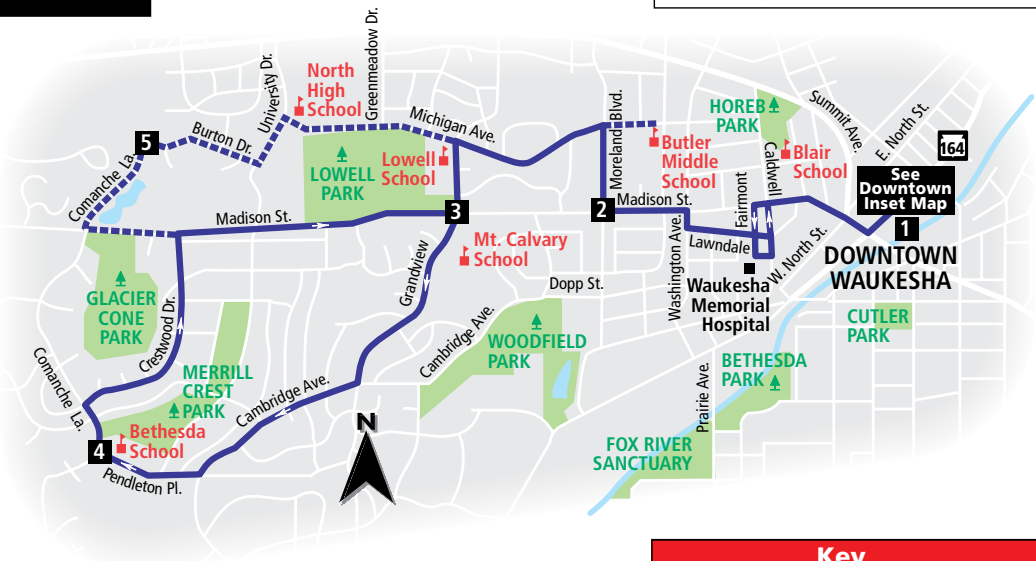 Greenmeadow Dr.
University Dr.
North
High
School
Michigan Ave.
Moreland Blvd.
HOREB
PARK
Summit Ave.
E. North St.
164
5
Burton Dr.
Comanche La.
LOWELL
PARK
Lowell
School
Butler
Middle
School
Caldwell
Blair
School
See
Downtown
Inset Map
1
DOWNTOWN
WAUKESHA
Madison St.
3
2
Madison St.
Fairmont
Washington Ave.
Lawndale
W. North St.
Mt. Calvary
School
Grandview
Waukesha
Memorial
Hospital
Dopp St.
GLACIER
CONE
PARK
Crestwood Dr.
Cambridge Ave.
WOODFIELD
PARK
CUTLER
PARK
Comanche La.
MERRILL
CREST
PARK
Cambridge Ave.
BETHESDA
PARK
Prairie Ave.
N
4
Bethesda
School
Pendleton Pl.
FOX RIVER
SANCTUARY
Key